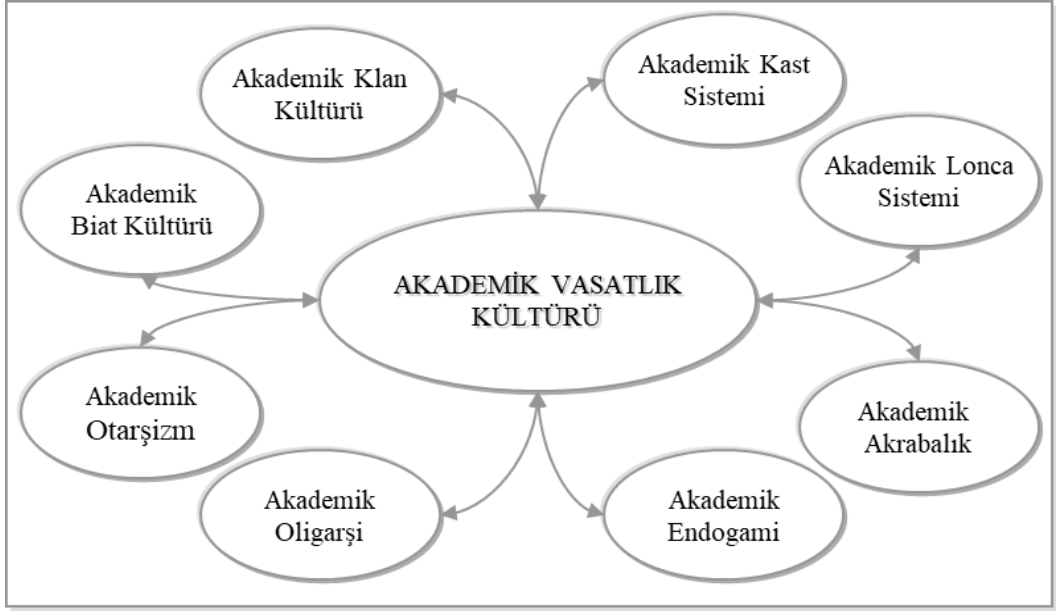 Akademik Klan
Kültürü
Akademik Kast
Sistemi
Akademik Lonca
Sistemi
Akademik
Biat Kültürü
AKADEMİK VASATLIK
KÜLTÜRÜ
Akademik
Otarşizm
Akademik
Akrabalık
Akademik
Oligarşi
Akademik
Endogami